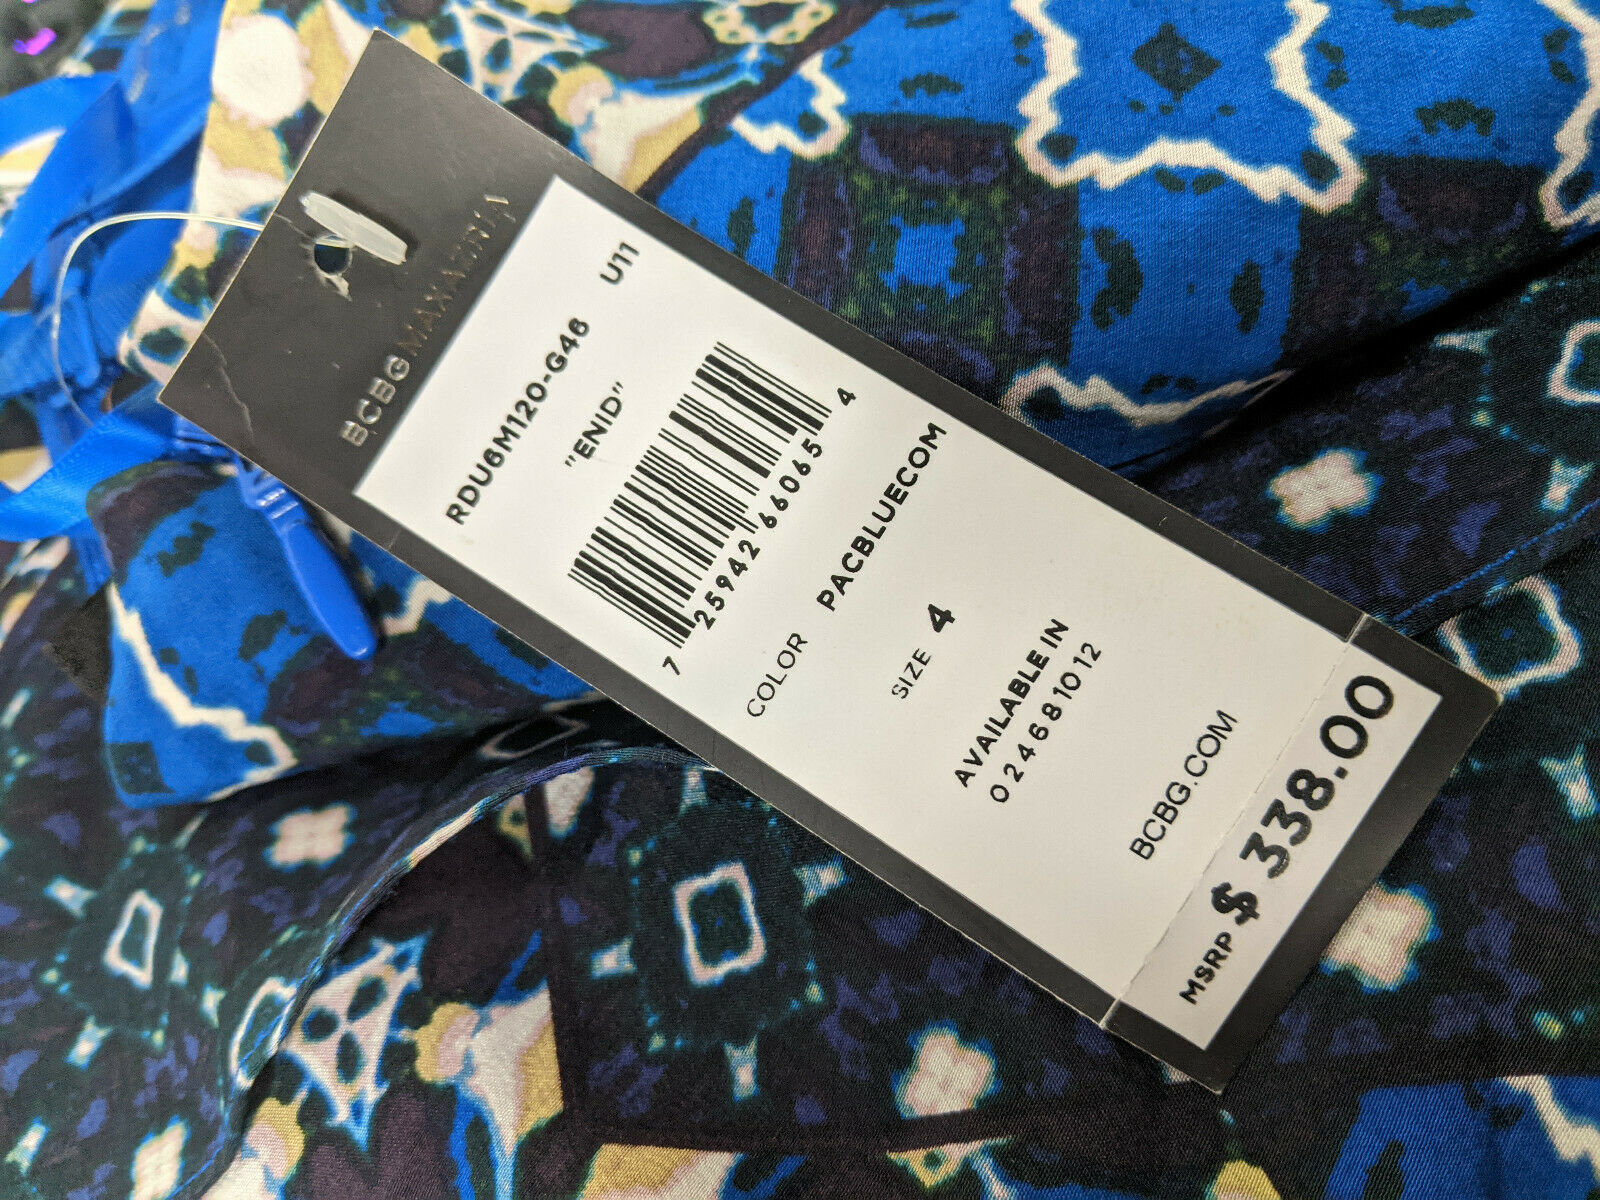 BCBGMAXAZRIA
RDU6M120-G46 U11
"ENID"
7 25942 66065 4
COLOR PACBLUECOM
SIZE 4
AVAILABLE IN
0 2 4 6 8 10 12
BCBG.COM
MSRP $ 338.00